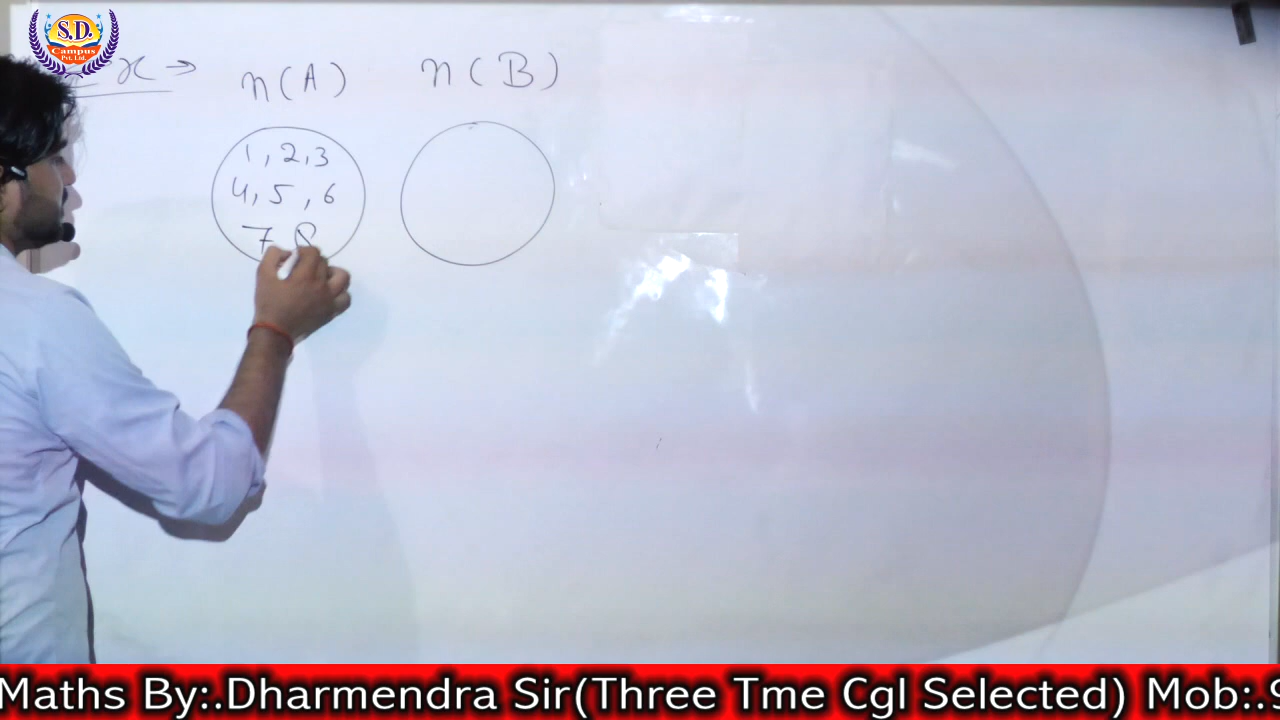 S.D.
Campus
Pvt. Ltd.
x → n(A) n(B)
1, 2, 3
4, 5, 6
7 8
Maths By:.Dharmendra Sir(Three Tme Cgl Selected) Mob:.